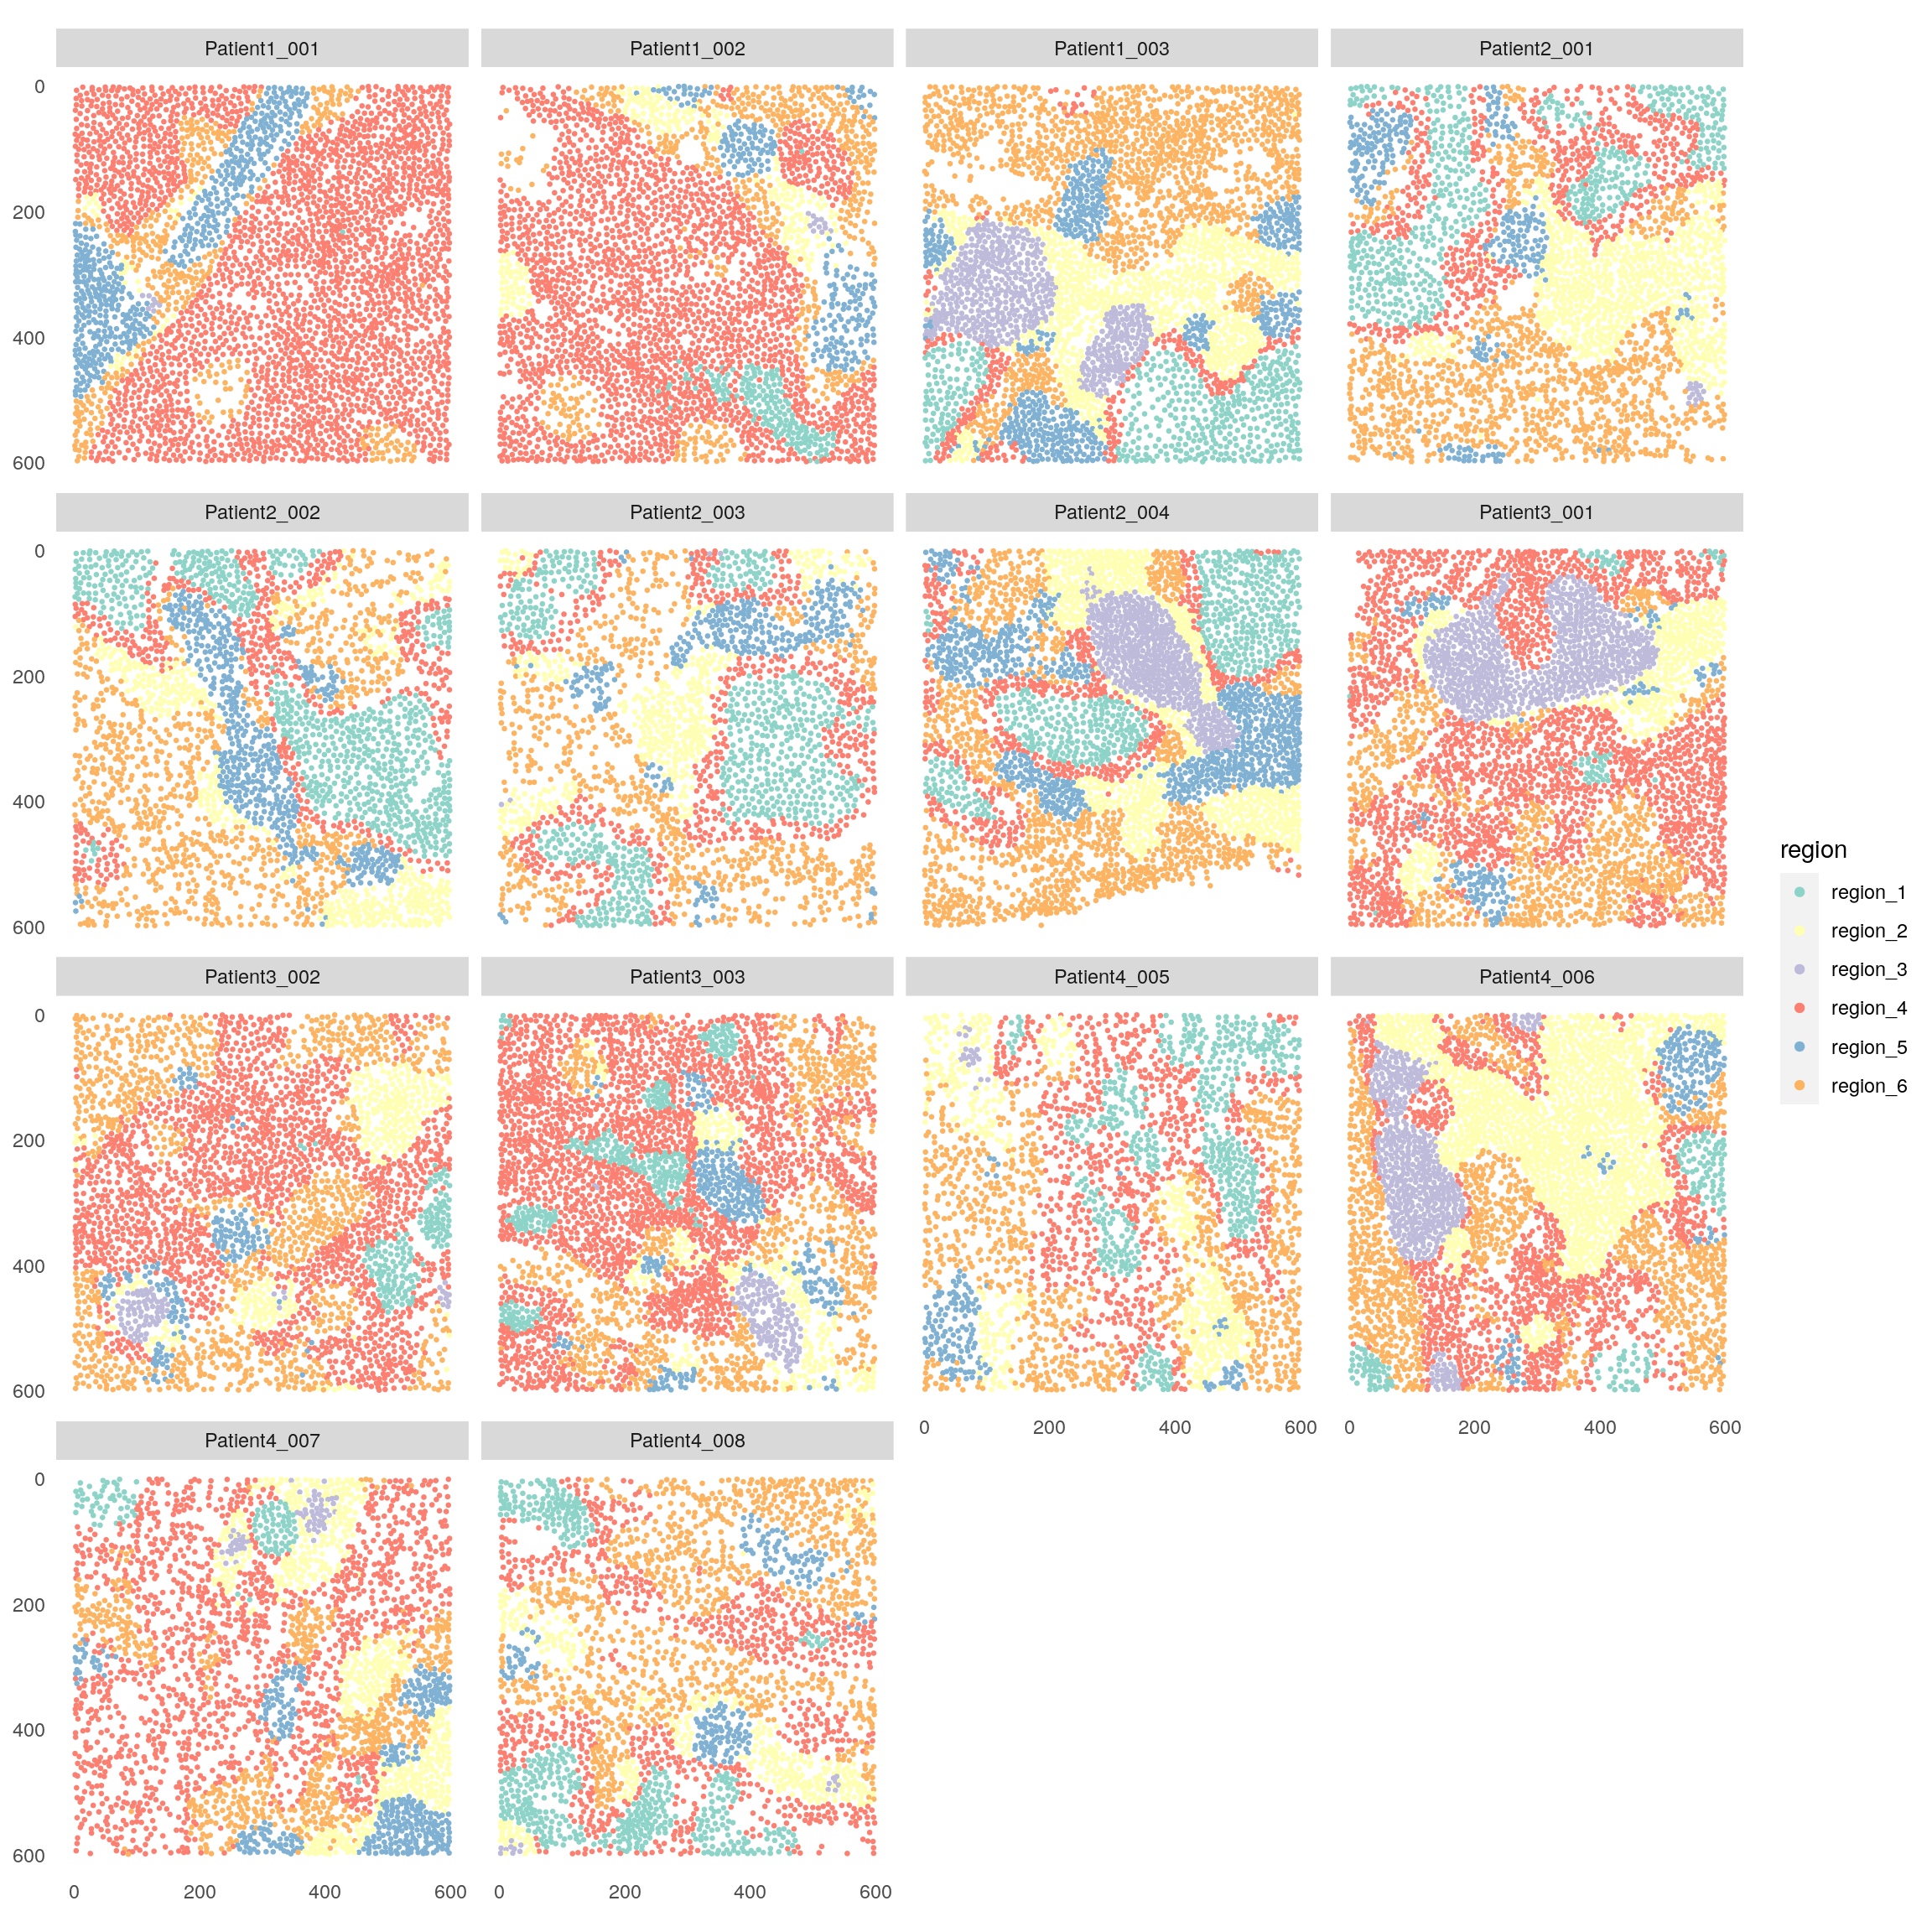 Patient1_001 Patient1_002 Patient1_003 Patient2_001
0
200
400
600
Patient2_002 Patient2_003 Patient2_004 Patient3_001
0
200
400
600
region
region_1
region_2
region_3
region_4
region_5
region_6
Patient3_002 Patient3_003 Patient4_005 Patient4_006
0
200
400
600
0 200 400 600 0 200 400 600
Patient4_007 Patient4_008
0
200
400
600
0 200 400 600 0 200 400 600